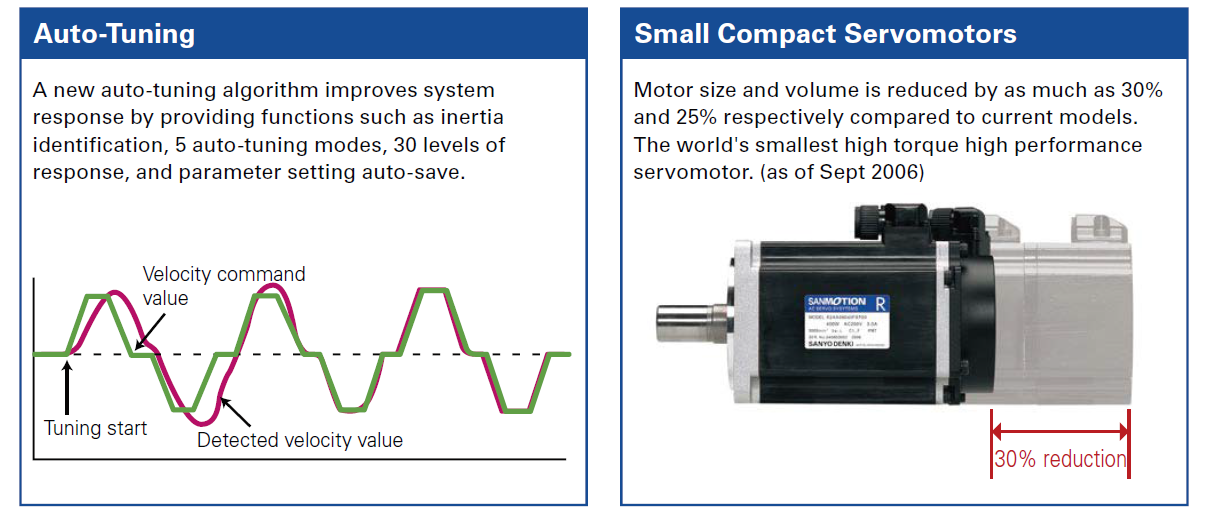 Auto-Tuning
A new auto-tuning algorithm improves system
response by providing functions such as inertia
identification, 5 auto-tuning modes, 30 levels of
response, and parameter setting auto-save.
Velocity command
value
Tuning start
Detected velocity value
Small Compact Servomotors
Motor size and volume is reduced by as much as 30%
and 25% respectively compared to current models.
The world's smallest high torque high performance
servomotor. (as of Sept 2006)
SANMOTION R
AC SERVO SYSTEMS
SANYO DENKI
30% reduction